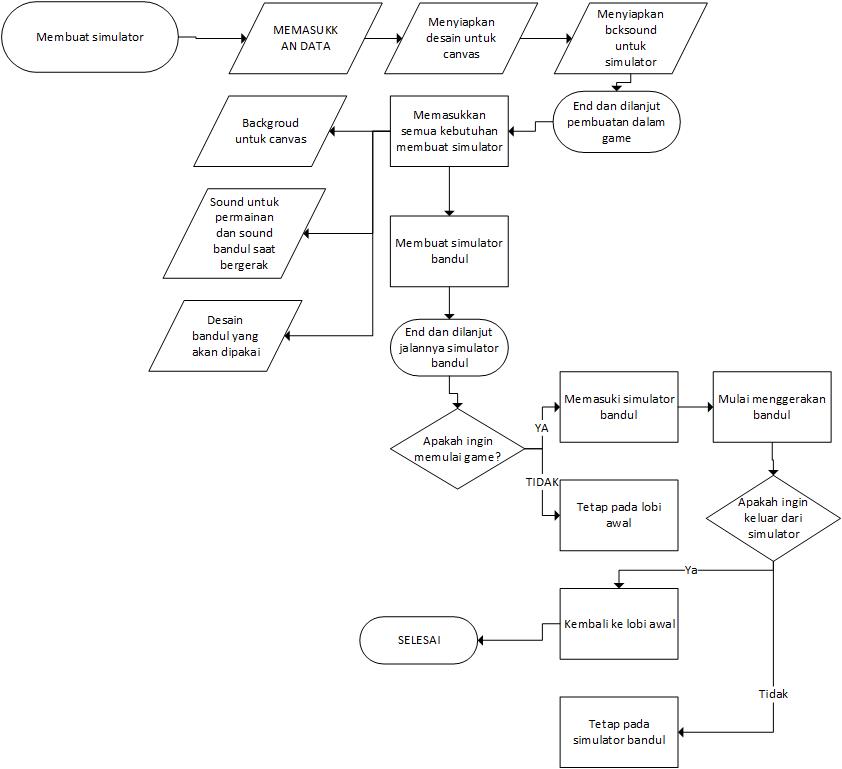 Membuat simulator
MEMASUKK
AN DATA
Menyiapkan
desain untuk
canvas
Menyiapkan
bcksound
untuk
simulator
End dan dilanjut
pembuatan dalam
game
Memasukkan
semua kebutuhan
membuat simulator
Backgroud
untuk canvas
Sound untuk
permainan
dan sound
bandul saat
bergerak
Membuat simulator
bandul
Desain
bandul yang
akan dipakai
End dan dilanjut
jalannya simulator
bandul
Apakah ingin
memulai game?
YA
Memasuki simulator
bandul
Mulai menggerakan
bandul
TIDAK
Tetap pada lobi
awal
Apakah ingin
keluar dari
simulator
Ya
Kembali ke lobi awal
SELESAI
Tidak
Tetap pada
simulator bandul